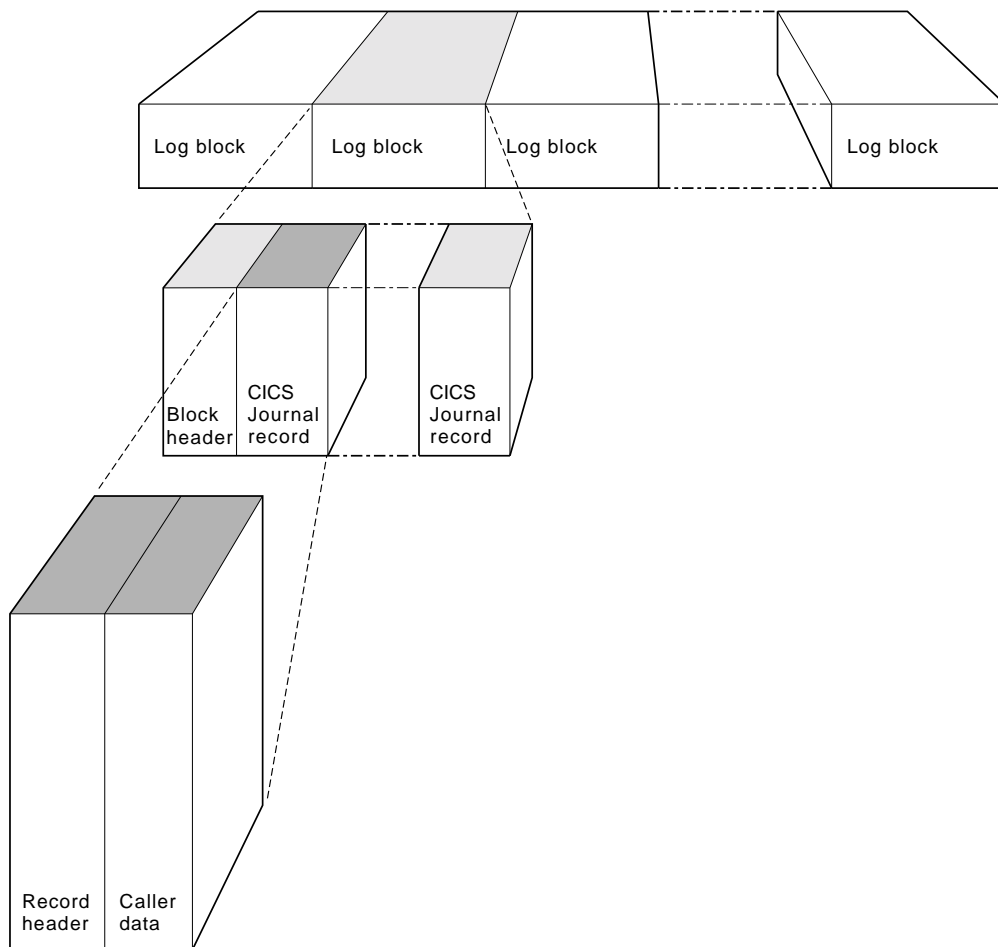 Log block
Log block
Log block
Log block
Block
header
CICS
Journal
record
CICS
Journal
record
Record
header
Caller
data